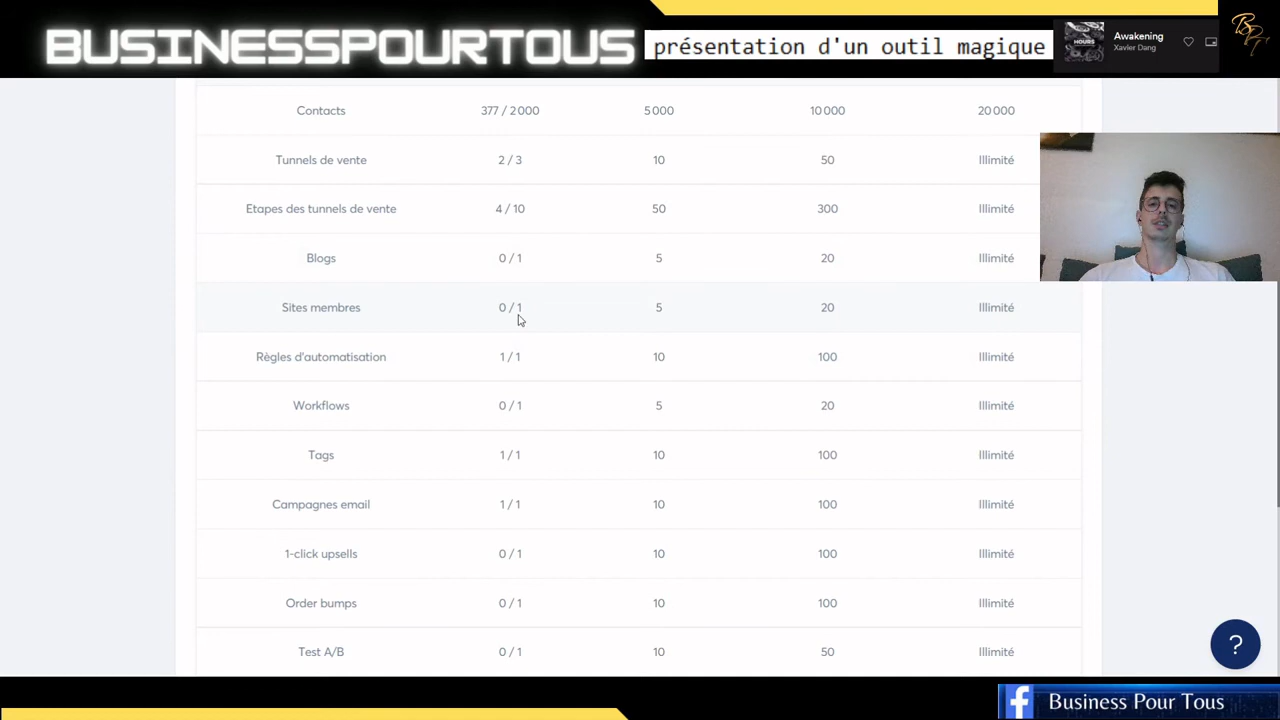 BUSINESSPOURTOUS
présentation d'un outil magique
Awakening
Xavier Dang
HOURS
Contacts 377 / 2 000 5 000 10 000 20 000
Tunnels de vente 2 / 3 10 50 Illimité
Etapes des tunnels de vente 4 / 10 50 300 Illimité
Blogs 0 / 1 5 20 Illimité
Sites membres 0 / 1 5 20 Illimité
Règles d'automatisation 1 / 1 10 100 Illimité
Workflows 0 / 1 5 20 Illimité
Tags 1 / 1 10 100 Illimité
Campagnes email 1 / 1 10 100 Illimité
1-click upsells 0 / 1 10 100 Illimité
Order bumps 0 / 1 10 100 Illimité
Test A/B 0 / 1 10 50 Illimité
?
f Business Pour Tous